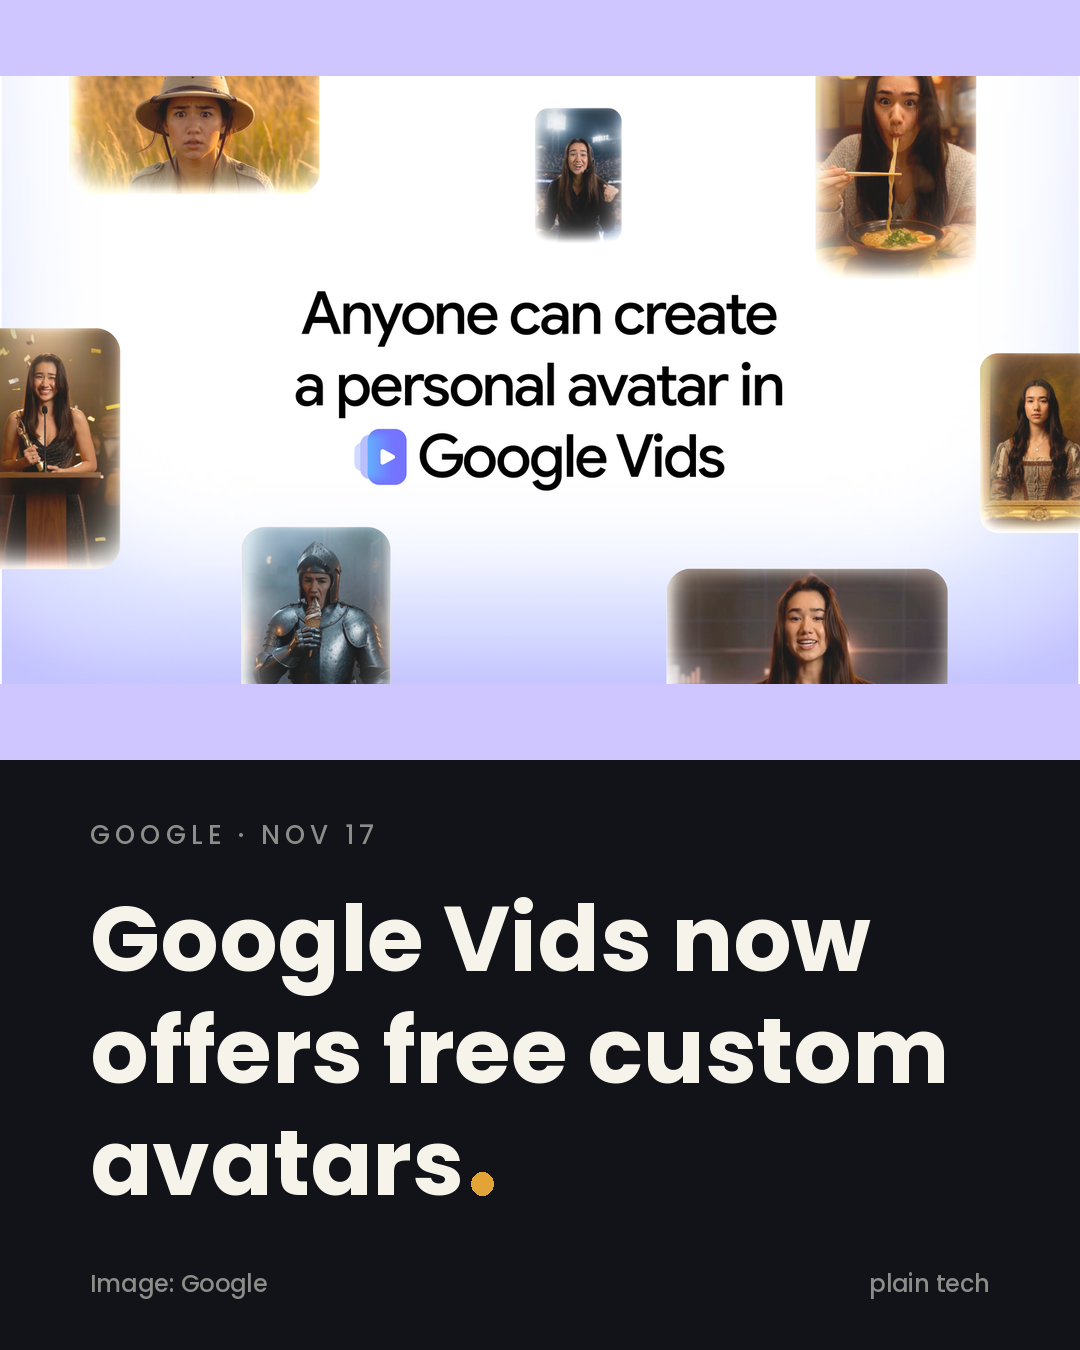 Anyone can create
a personal avatar in
Google Vids
GOOGLE · NOV 17
Google Vids now
offers free custom
avatars.
Image: Google
plain tech